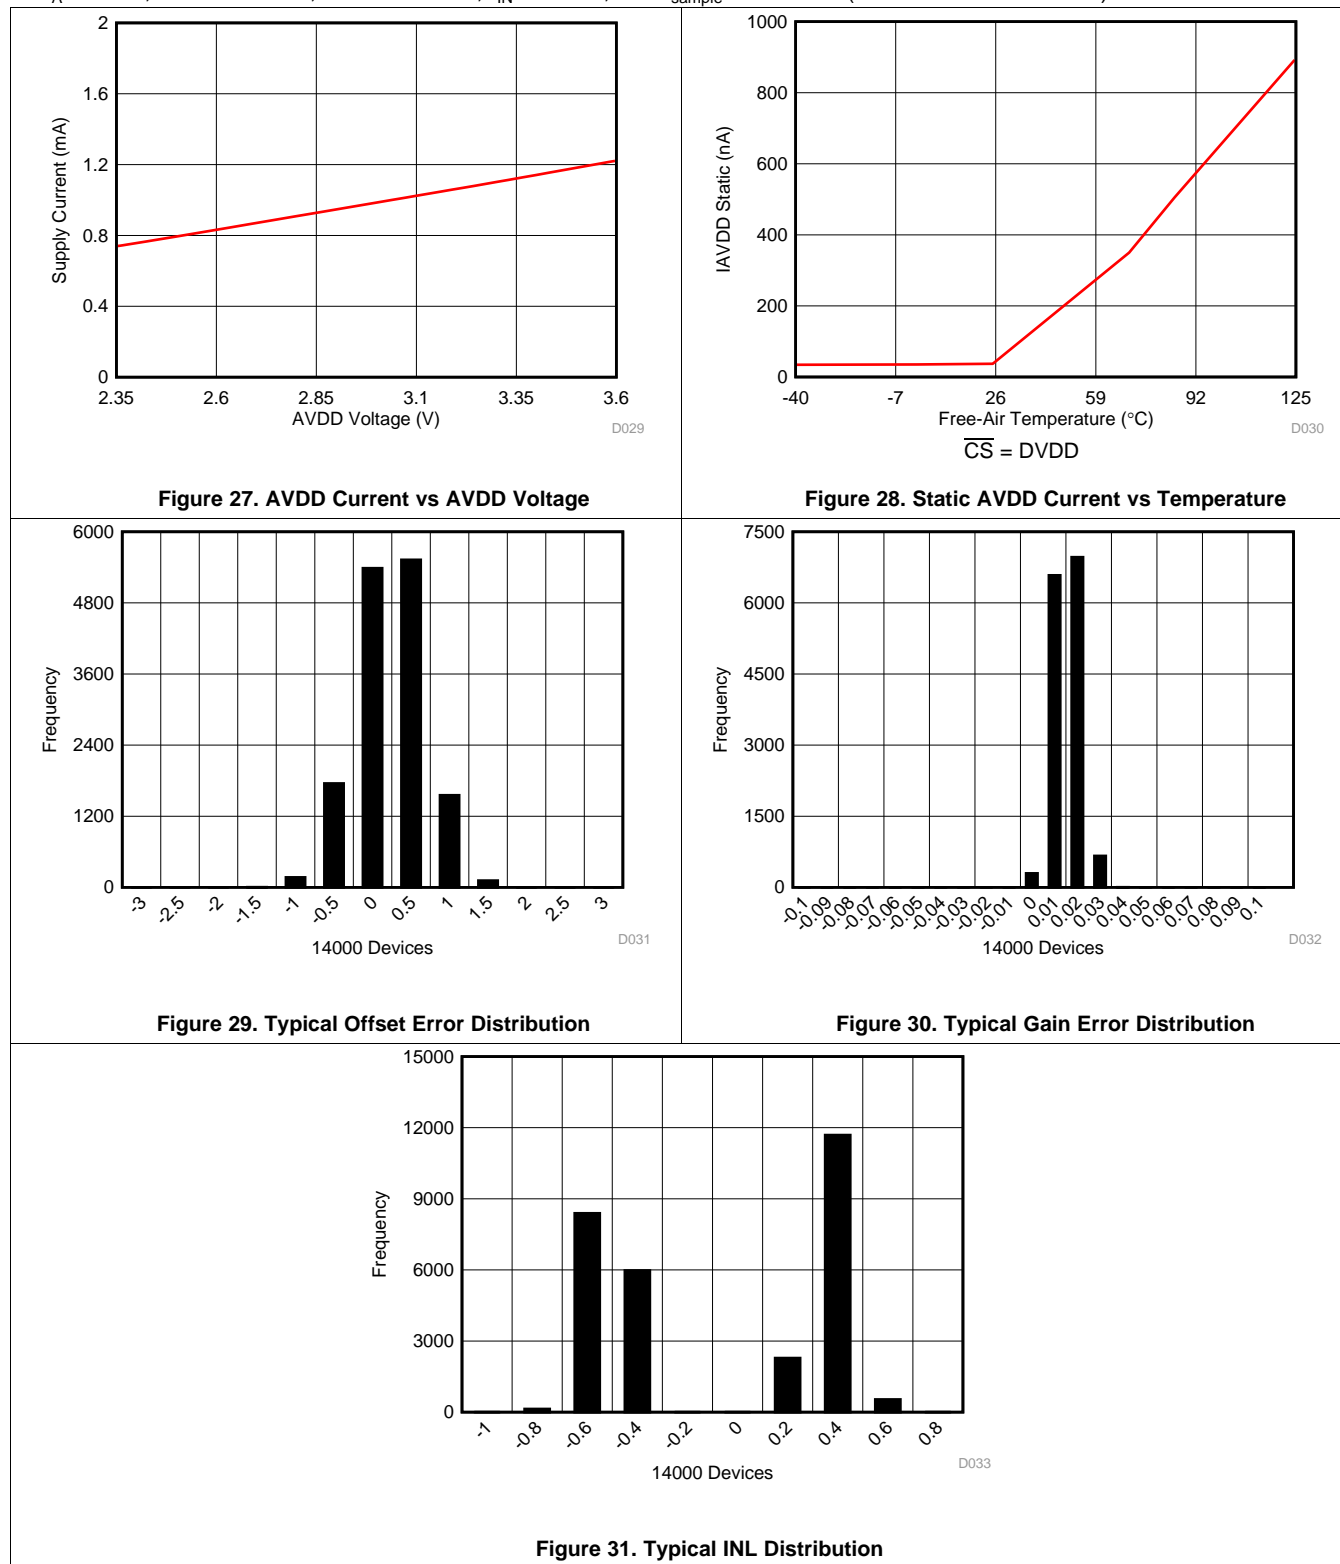 2
1.6
1.2
0.8
0.4
0
Supply Current (mA)
2.35 2.6 2.85 3.1 3.35 3.6
AVDD Voltage (V)
D029
Figure 27. AVDD Current vs AVDD Voltage
1000
800
600
400
200
0
IAVDD Static (nA)
-40 -7 26 59 92 125
Free-Air Temperature (°C)
D030
CS = DVDD
Figure 28. Static AVDD Current vs Temperature
6000
4800
3600
2400
1200
0
Frequency
-3 -2.5 -2 -1.5 -1 -0.5 0 0.5 1 1.5 2 2.5 3
D031
14000 Devices
Figure 29. Typical Offset Error Distribution
7500
6000
4500
3000
1500
0
Frequency
-0.1 -0.09 -0.08 -0.07 -0.06 -0.05 -0.04 -0.03 -0.02 -0.01 0 0.01 0.02 0.03 0.04 0.05 0.06 0.07 0.08 0.09 0.1
D032
14000 Devices
Figure 30. Typical Gain Error Distribution
15000
12000
9000
6000
3000
0
Frequency
-1 -0.8 -0.6 -0.4 -0.2 0 0.2 0.4 0.6 0.8
D033
14000 Devices
Figure 31. Typical INL Distribution